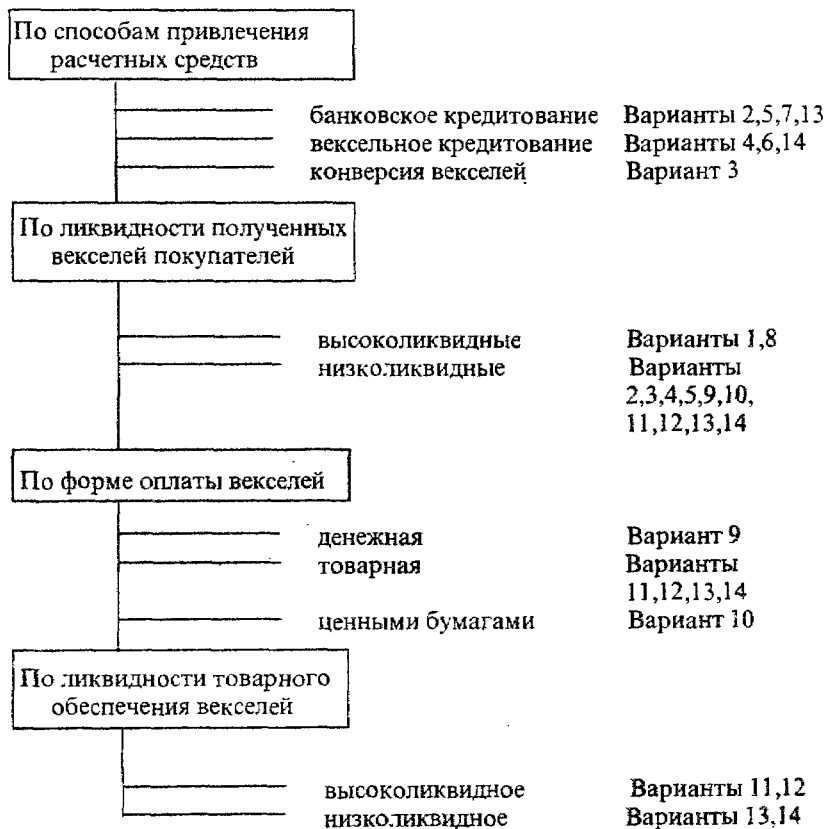 По способам привлечения
расчетных средств
банковское кредитование Варианты 2,5,7,13
вексельное кредитование Варианты 4,6,14
конверсия векселей Вариант 3
По ликвидности полученных
векселей покупателей
высоколиквидные Варианты 1,8
низколиквидные Варианты
2,3,4,5,9,10,
11,12,13,14
По форме оплаты векселей
денежная Вариант 9
товарная Варианты
11,12,13,14
ценными бумагами Вариант 10
По ликвидности товарного
обеспечения векселей
высоколиквидное Варианты 11,12
низколиквидное Варианты 13,14